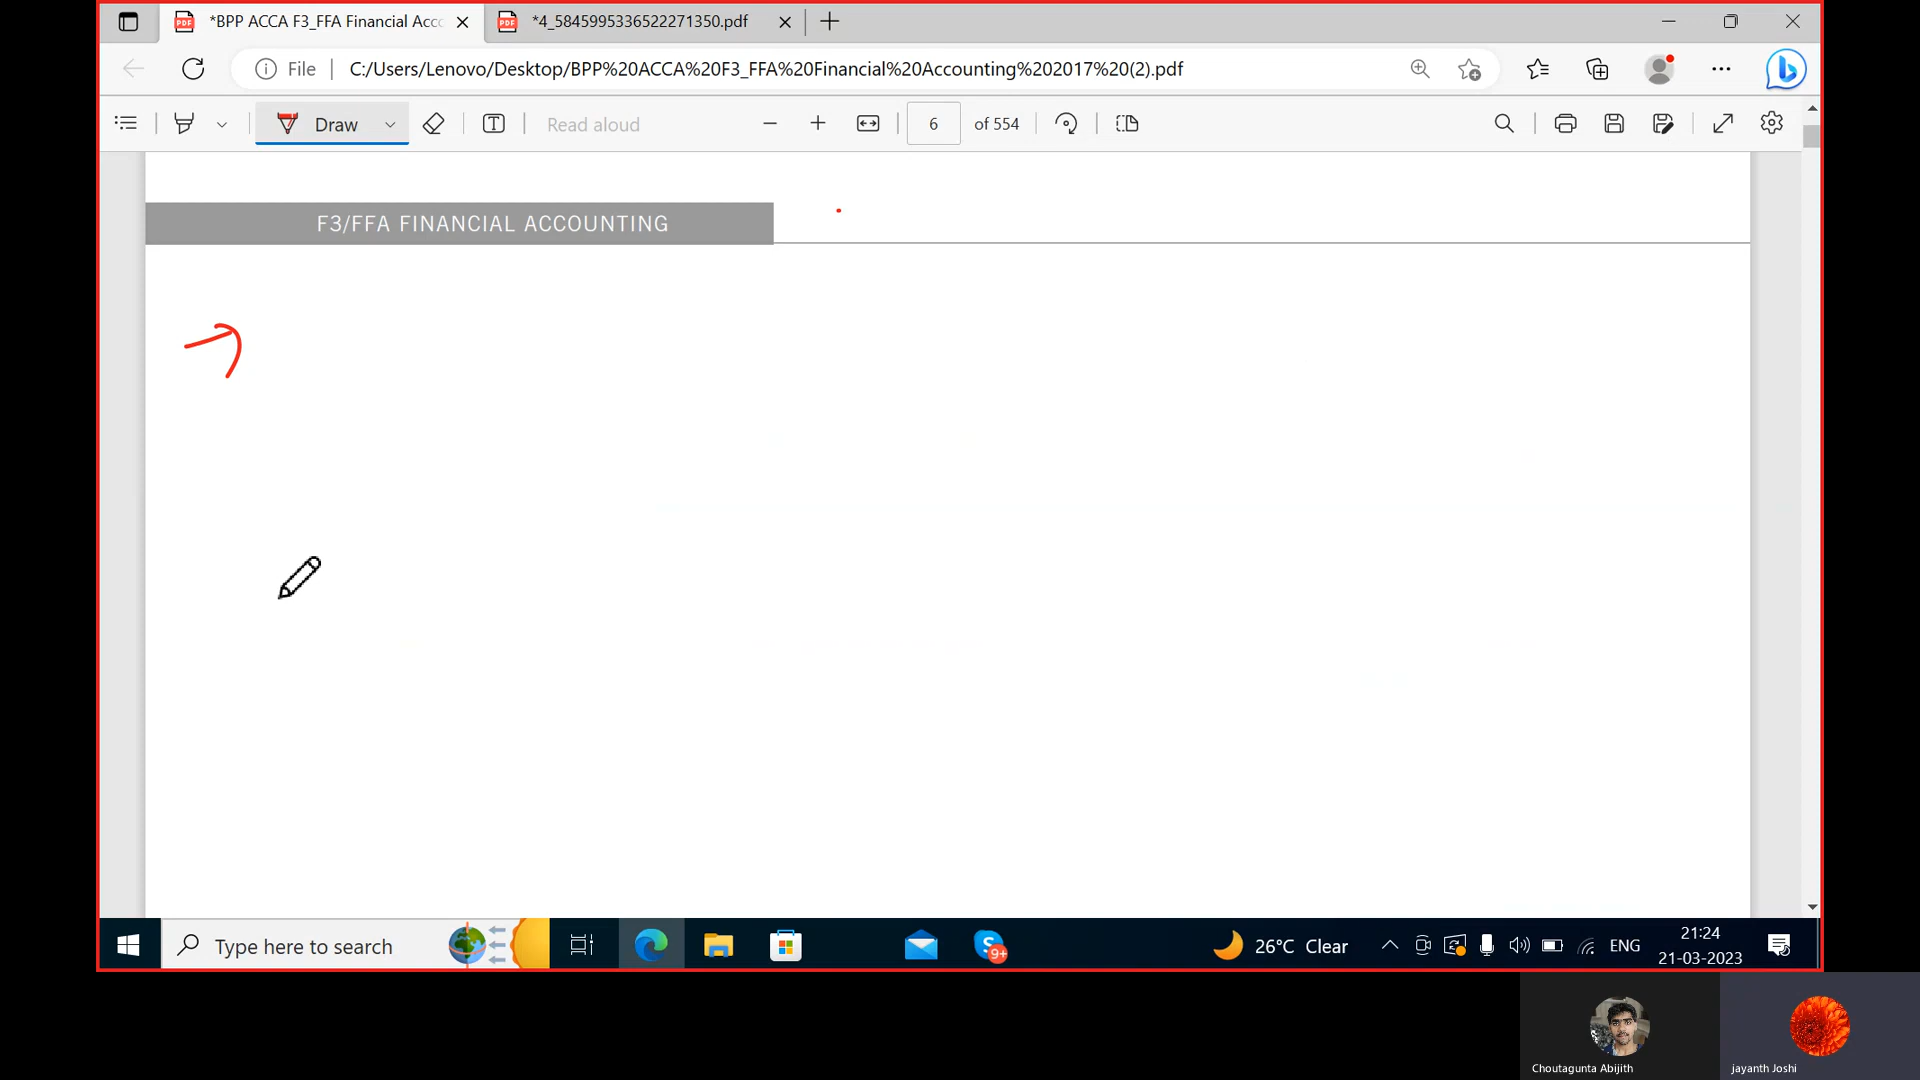 *BPP ACCA F3_FFA Financial Acc
*4_5845995336522271350.pdf
File
C:/Users/Lenovo/Desktop/BPP%20ACCA%20F3_FFA%20Financial%20Accounting%202017%20(2).pdf
Draw
Read aloud
6 of 554
F3/FFA FINANCIAL ACCOUNTING
Type here to search
9+
26°C Clear
ENG
21:24
21-03-2023
Choutagunta Abijith
jayanth Joshi